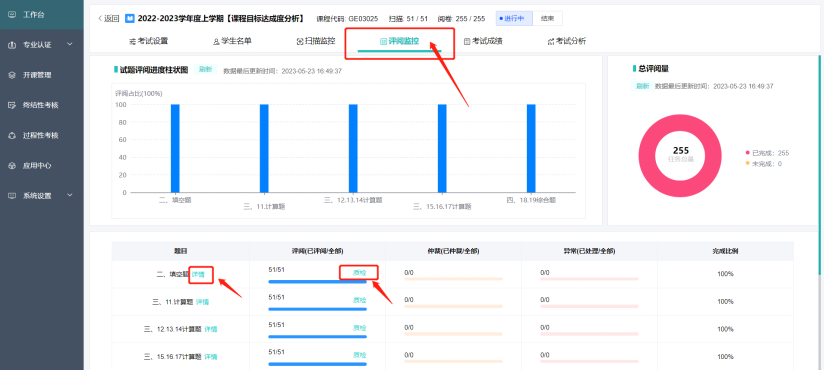 工作台
专业认证
开课管理
终结性考核
过程性考核
应用中心
系统设置
返回 2022-2023学年度上学期【课程目标达成度分析】 课程代码: GE03025 扫描: 51 / 51 阅卷 255 / 255 进行中 结束
考试设置 学生名单 扫描监控 评阅监控 考试成绩 考试分析
试题评阅进度柱状图 刷新 数据最后更新时间：2023-05-23 16:49:37
评阅占比(100%)
100
80
60
40
20
0
二、填空题
三、11.计算题
三、12.13.14计算题
三、15.16.17计算题
四、18.19综合题
总评阅量
刷新 数据最后更新时间：2023-05-23 16:49:37
255
任务总量
已完成: 255
未完成: 0
题目 评阅(已评阅/全部) 仲裁(已仲裁/全部) 异常(已处理/全部) 完成比例
二、填空题 详情 51/51 质检 0/0 0/0 100%
三、11.计算题 详情 51/51 质检 0/0 0/0 100%
三、12.13.14计算题 详情 51/51 质检 0/0 0/0 100%
三、15.16.17计算题 详情 51/51 质检 0/0 0/0 100%